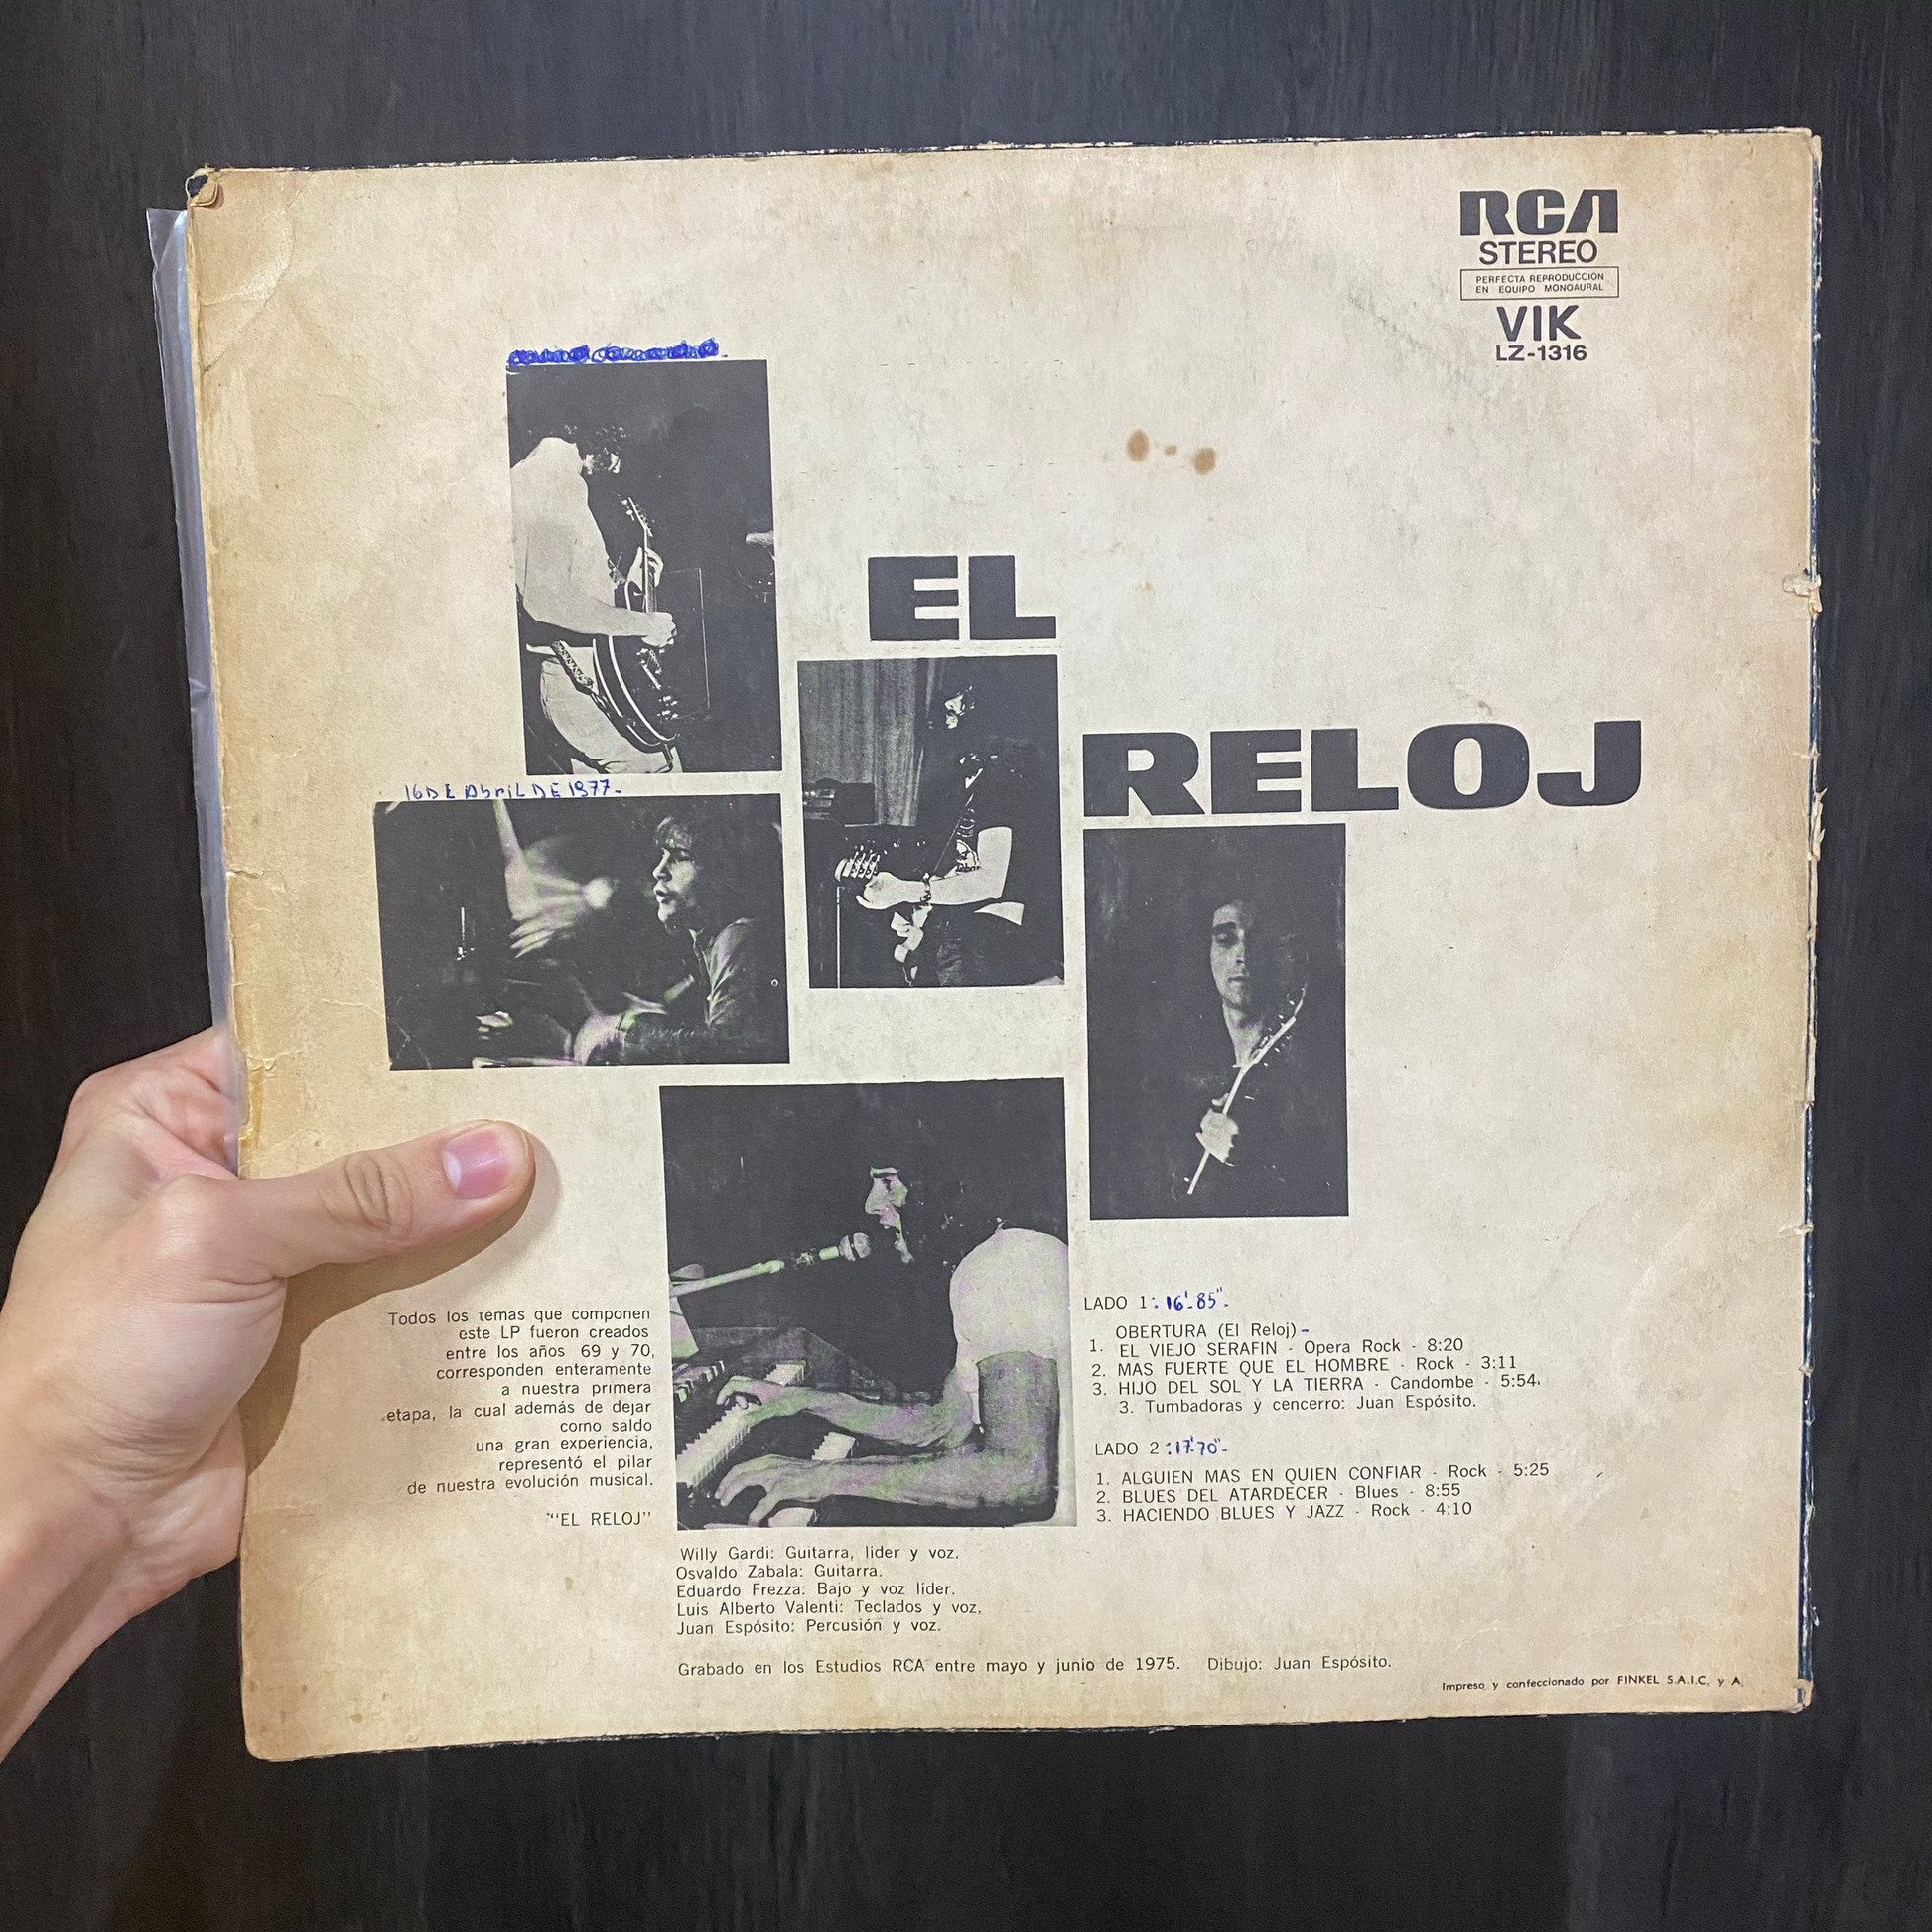 RCA
STEREO
PERFECTA REPRODUCCION
EN EQUIPO MONOAURAL
VIK
LZ-1316
EL
RELOJ
16 DE AbriL DE 1977-
Todos los temas que componen
este LP fueron creados
entre los años 69 y 70,
corresponden enteramente
a nuestra primera
etapa, la cual además de dejar
como saldo
una gran experiencia,
representó el pilar
de nuestra evolución musical.
"EL RELOJ"
LADO 1: 16'-85"-
OBERTURA (El Reloj)-
1. EL VIEJO SERAFIN - Opera Rock - 8:20
2. MAS FUERTE QUE EL HOMBRE - Rock - 3:11
3. HIJO DEL SOL Y LA TIERRA - Candombe - 5:54.
3. Tumbadoras y cencerro: Juan Espósito.
LADO 2: 17'-70"-
1. ALGUIEN MAS EN QUIEN CONFIAR - Rock - 5:25
2. BLUES DEL ATARDECER - Blues - 8:55
3. HACIENDO BLUES Y JAZZ - Rock - 4:10
Willy Gardi: Guitarra, lider y voz.
Osvaldo Zabala: Guitarra.
Eduardo Frezza: Bajo y voz lider.
Luis Alberto Valenti: Teclados y voz.
Juan Espósito: Percusión y voz.
Grabado en los Estudios RCA entre mayo y junio de 1975. Dibujo: Juan Espósito.
Impreso y confeccionado por FINKEL S.A.I.C. y A.